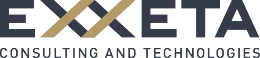 EXXETA
CONSULTING AND TECHNOLOGIES